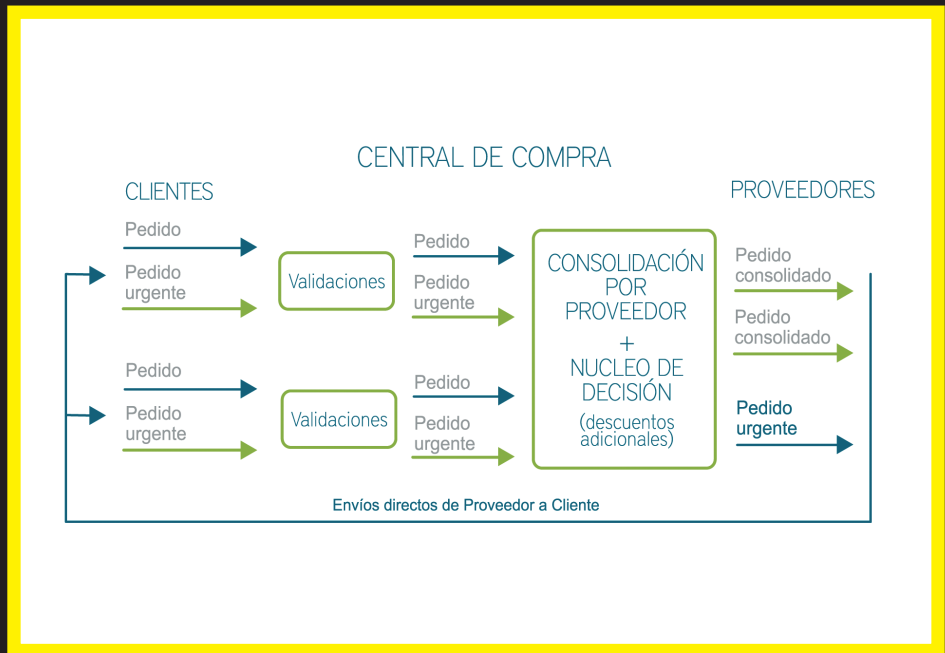 CENTRAL DE COMPRA
CLIENTES
PROVEEDORES
Pedido
Pedido
urgente
Validaciones
Pedido
Pedido
urgente
Pedido
Pedido
urgente
Validaciones
Pedido
Pedido
urgente
CONSOLIDACIÓN
POR
PROVEEDOR
+
NUCLEO DE
DECISIÓN
(descuentos
adicionales)
Pedido
consolidado
Pedido
consolidado
Pedido
urgente
Envíos directos de Proveedor a Cliente